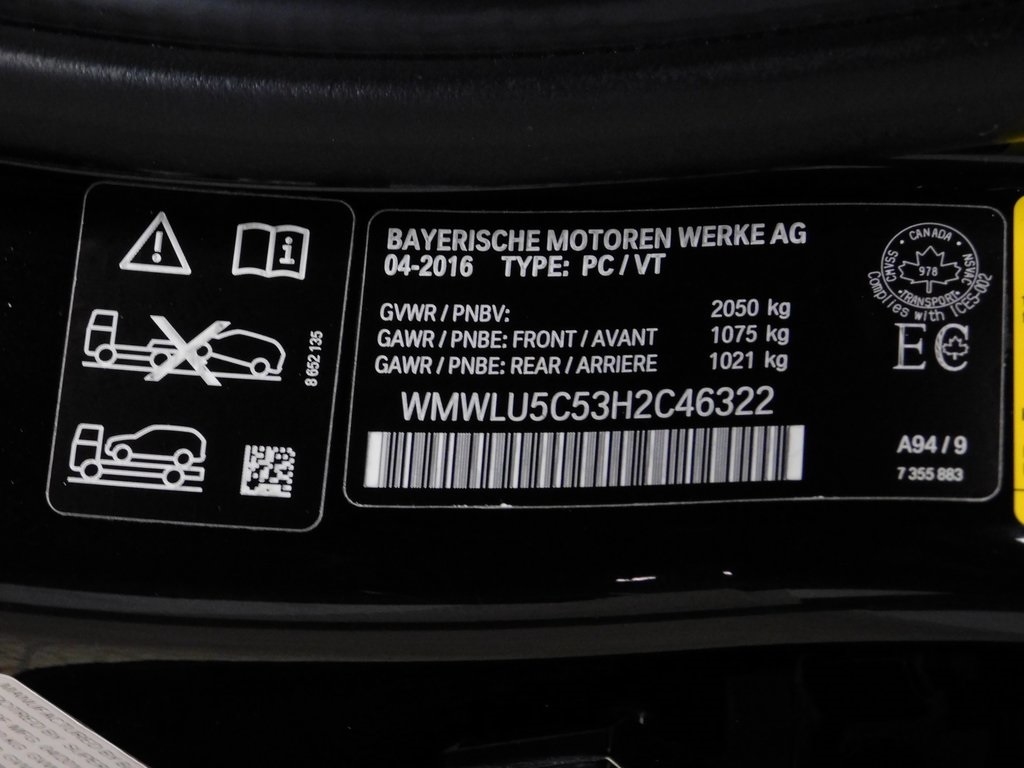 8 652 135
BAYERISCHE MOTOREN WERKE AG
04-2016 TYPE: PC / VT
GVWR / PNBV: 2050 kg
GAWR / PNBE: FRONT / AVANT 1075 kg
GAWR / PNBE: REAR / ARRIERE 1021 kg
WMWLU5C53H2C46322
CANADA
CMVSS NSVAC
978
TRANSPORT
Complies with ICES-002
EC
A94 / 9
7 355 883